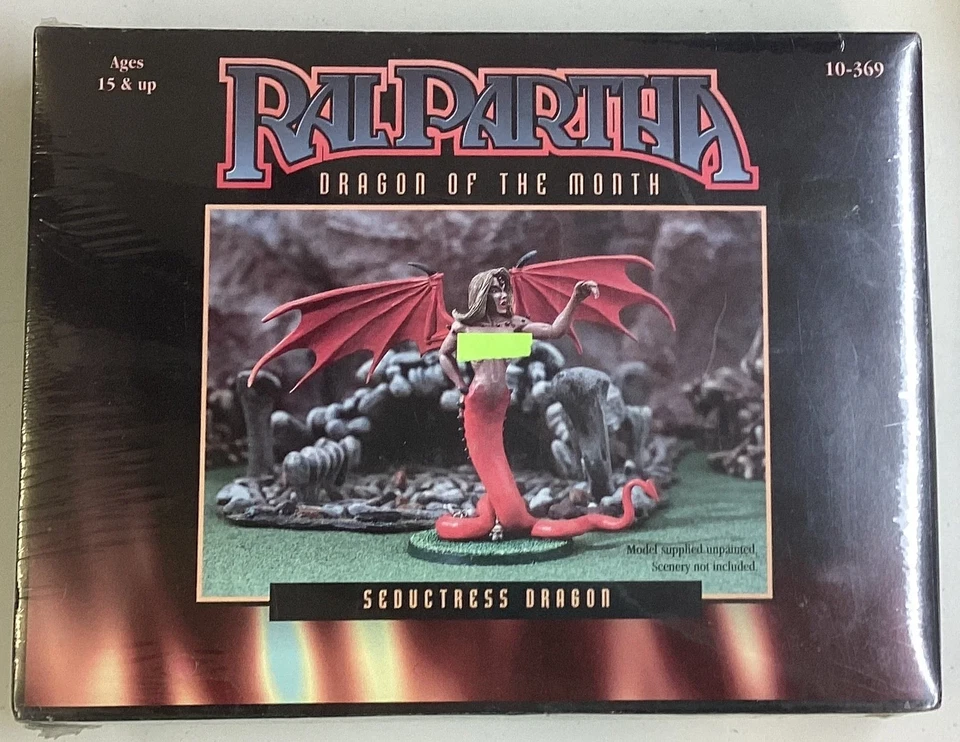 Ages
15 & up
10-369
RAL PARTHA
DRAGON OF THE MONTH
Model supplied unpainted.
Scenery not included.
SEDUCTRESS DRAGON